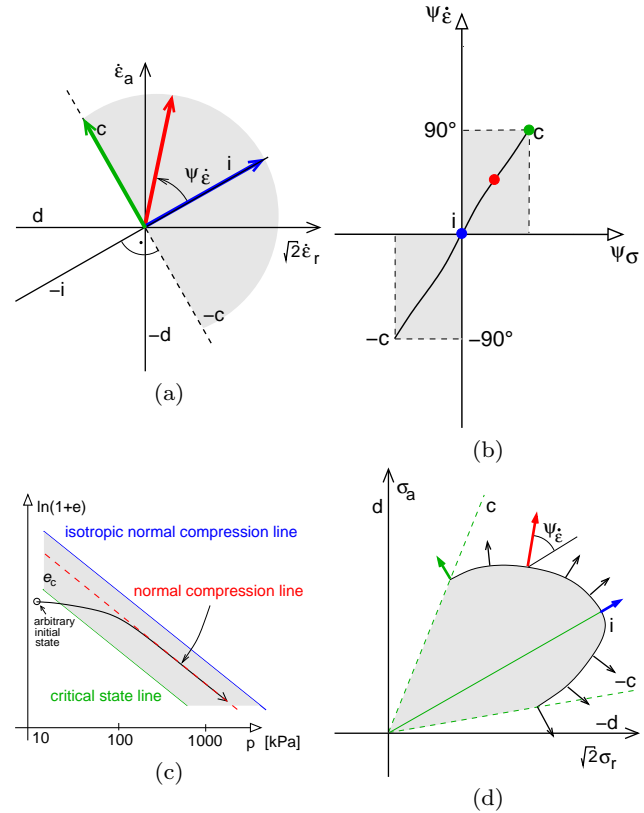 ε̇a
c
i
ψε̇
d
√2ε̇r
−i
−c
−d
(a)
ψε̇
90°
c
i
ψσ
−c
−90°
(b)
ln(1+e)
isotropic normal compression line
ec
normal compression line
arbitrary
initial
state
critical state line
10
100
1000
p [kPa]
(c)
σa
d
c
ψε̇
i
−c
−d
√2σr
(d)